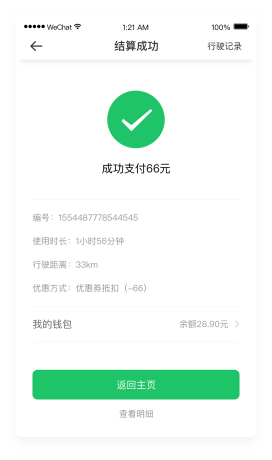 WeChat 1:21 AM 100%
结算成功 行驶记录
成功支付66元
编号：1554487778544545
使用时长：1小时56分钟
行驶距离：33km
优惠方式：优惠券抵扣（-66）
我的钱包 余额28.90元
返回主页
查看明细